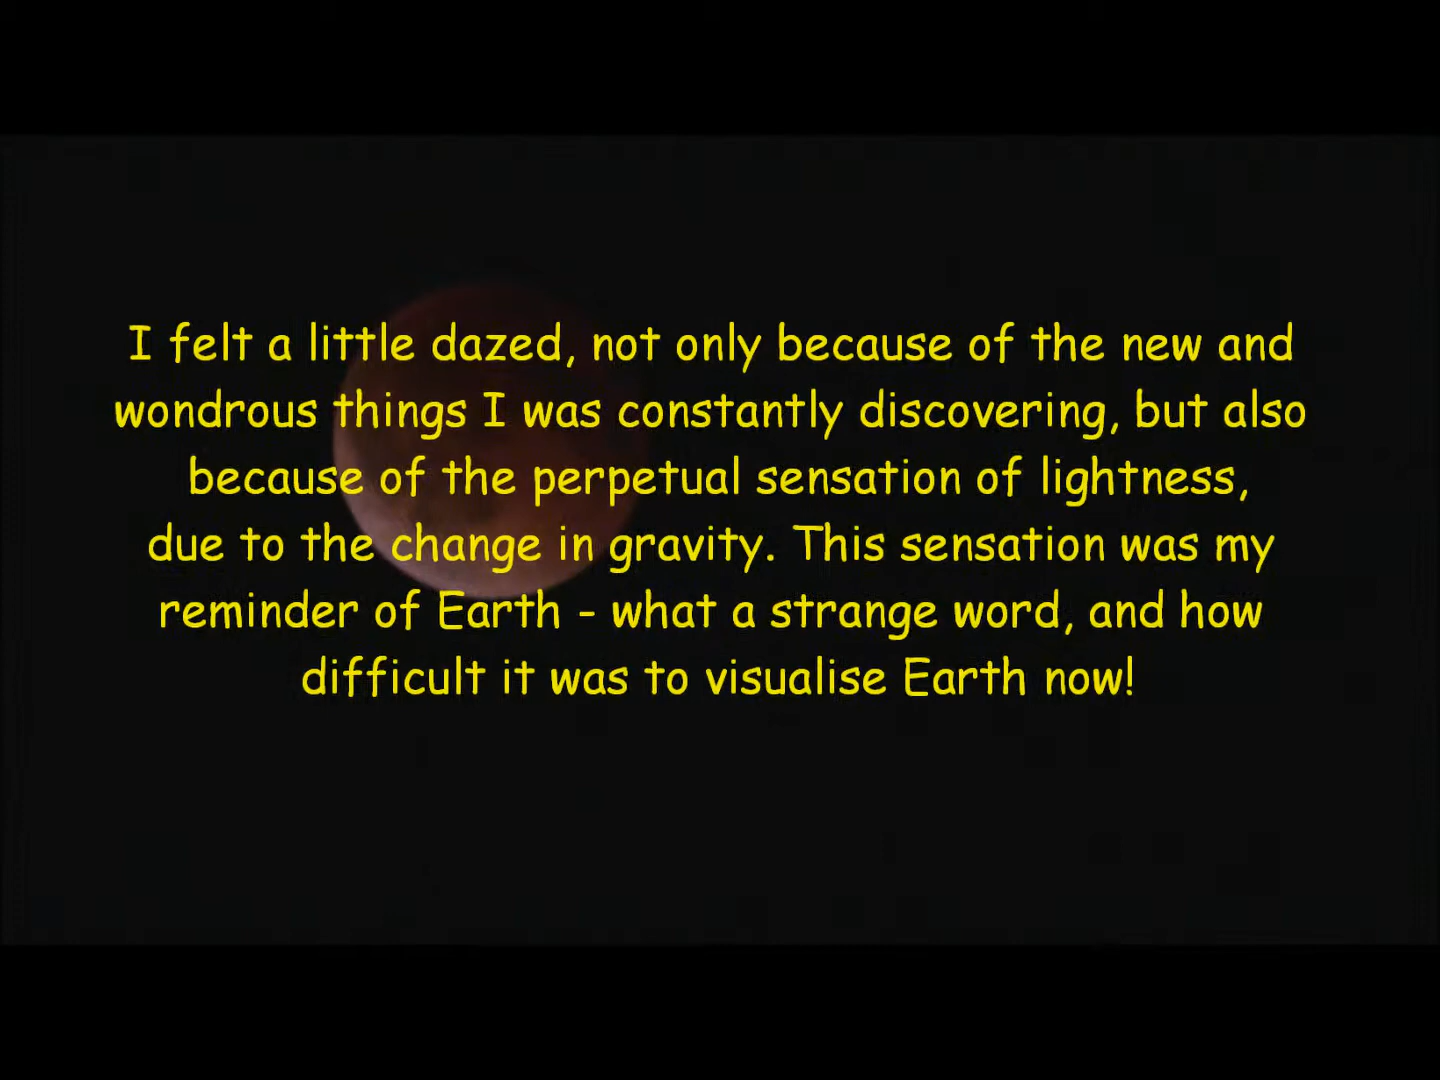 I felt a little dazed, not only because of the new and
wondrous things I was constantly discovering, but also
because of the perpetual sensation of lightness,
due to the change in gravity. This sensation was my
reminder of Earth - what a strange word, and how
difficult it was to visualise Earth now!